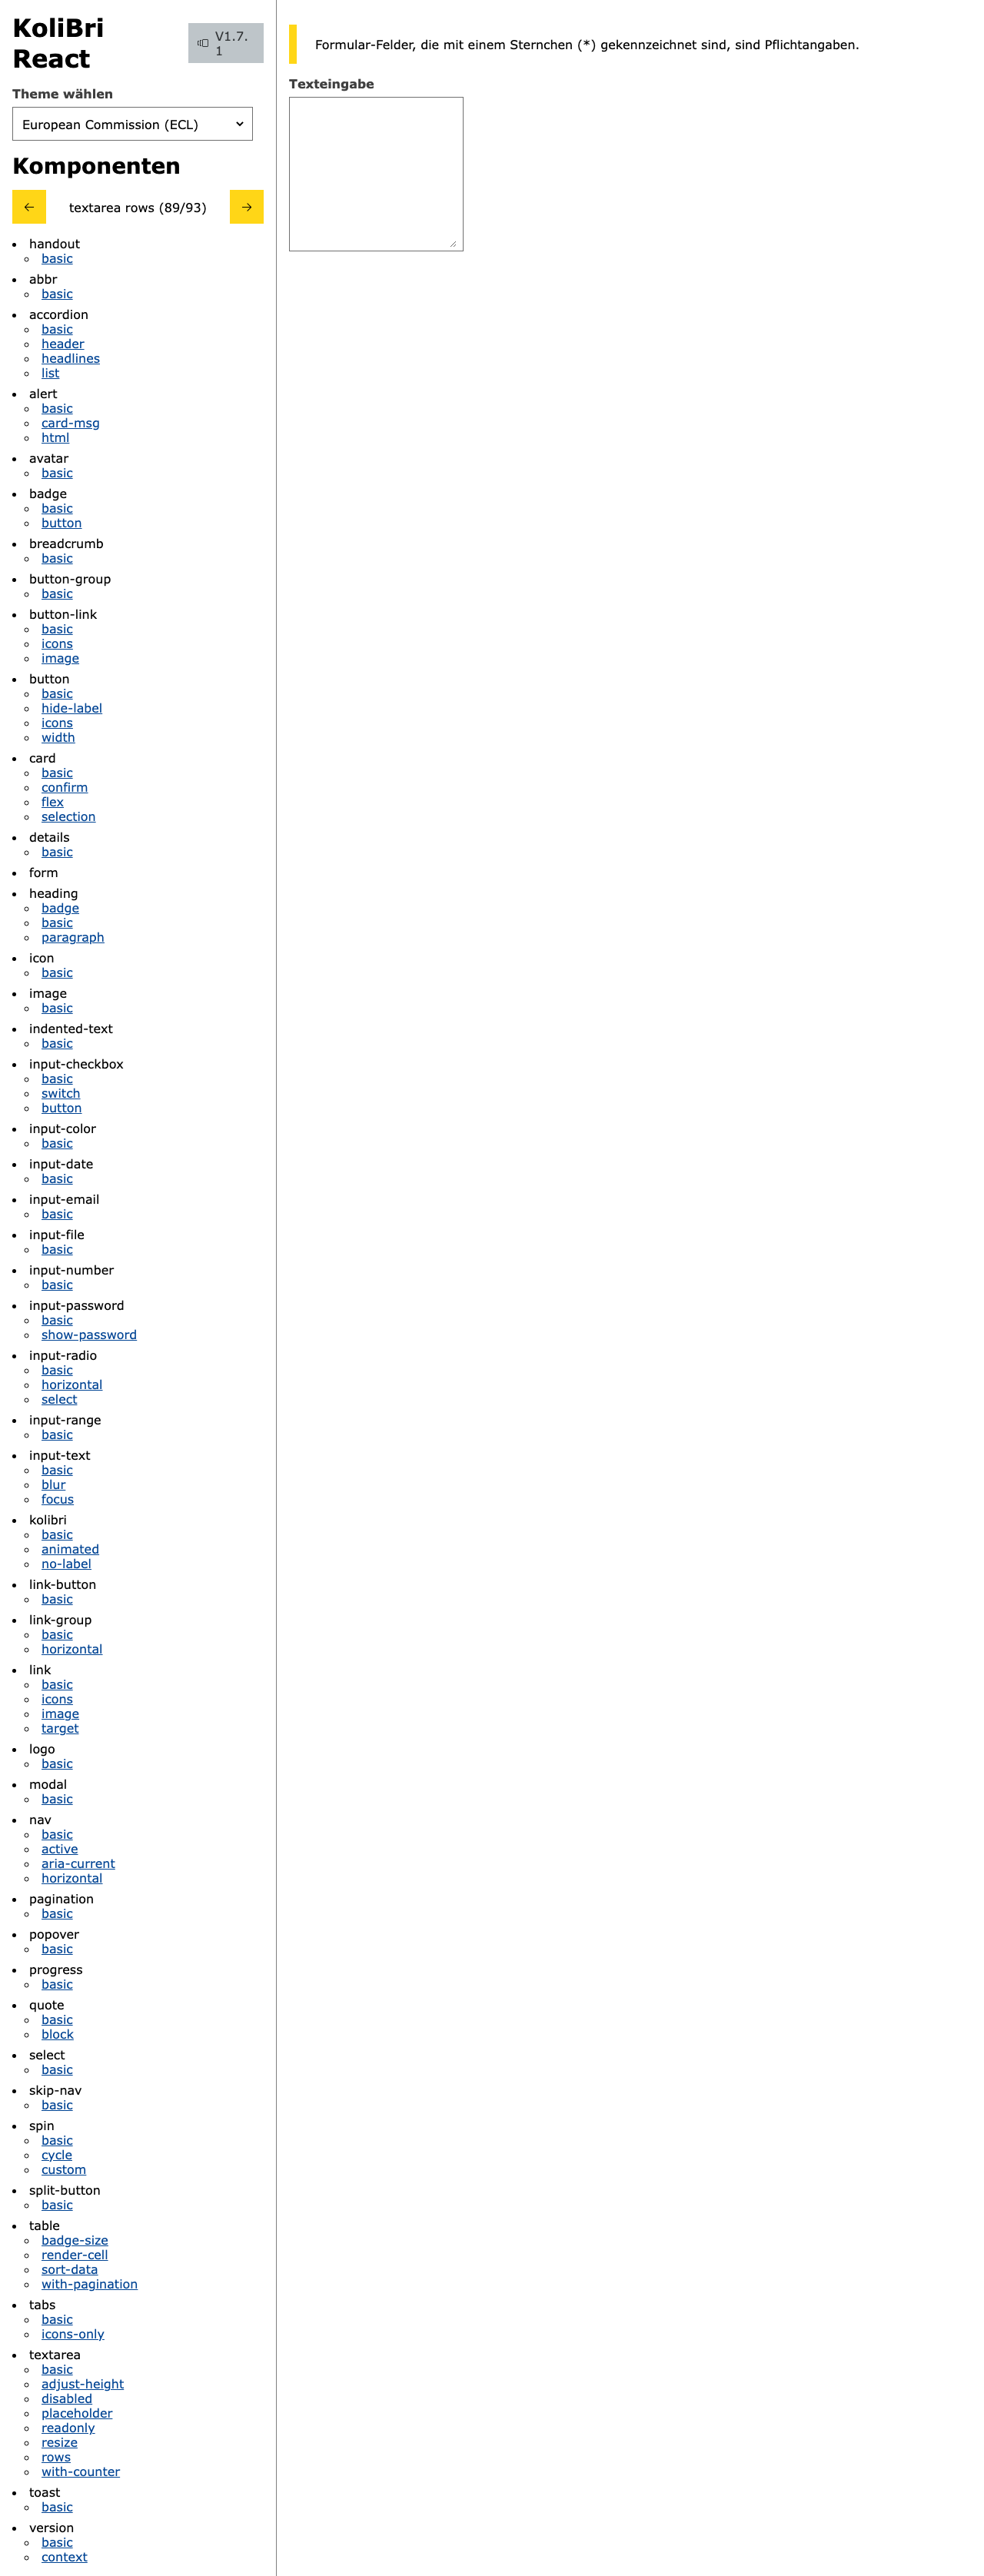 KoliBri
React
V1.7.
1
Theme wählen
European Commission (ECL)
Komponenten
textarea rows (89/93)
handout
basic
abbr
basic
accordion
basic
header
headlines
list
alert
basic
card-msg
html
avatar
basic
badge
basic
button
breadcrumb
basic
button-group
basic
button-link
basic
icons
image
button
basic
hide-label
icons
width
card
basic
confirm
flex
selection
details
basic
form
heading
badge
basic
paragraph
icon
basic
image
basic
indented-text
basic
input-checkbox
basic
switch
button
input-color
basic
input-date
basic
input-email
basic
input-file
basic
input-number
basic
input-password
basic
show-password
input-radio
basic
horizontal
select
input-range
basic
input-text
basic
blur
focus
kolibri
basic
animated
no-label
link-button
basic
link-group
basic
horizontal
link
basic
icons
image
target
logo
basic
modal
basic
nav
basic
active
aria-current
horizontal
pagination
basic
popover
basic
progress
basic
quote
basic
block
select
basic
skip-nav
basic
spin
basic
cycle
custom
split-button
basic
table
badge-size
render-cell
sort-data
with-pagination
tabs
basic
icons-only
textarea
basic
adjust-height
disabled
placeholder
readonly
resize
rows
with-counter
toast
basic
version
basic
context
Formular-Felder, die mit einem Sternchen (*) gekennzeichnet sind, sind Pflichtangaben.
Texteingabe